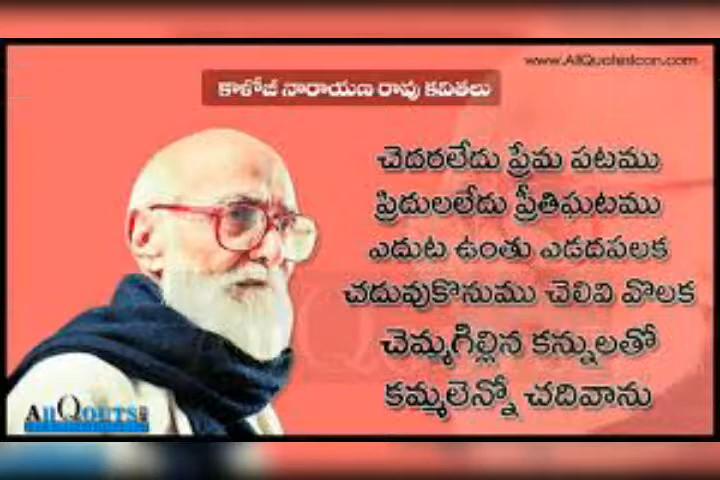 www.AllQuotesIcon.com
కాళోజీ నారాయణ రావు కవితలు
చెదరలేదు ప్రేమ పటము
ప్రిదులలేదు ప్రీతిఘటము
ఎదుట ఉంతు ఎడదపలక
చదువుకొనుము చెలివి వొలక
చెమ్మగిల్లిన కన్నులతో
కమ్మలెన్నో చదివాను